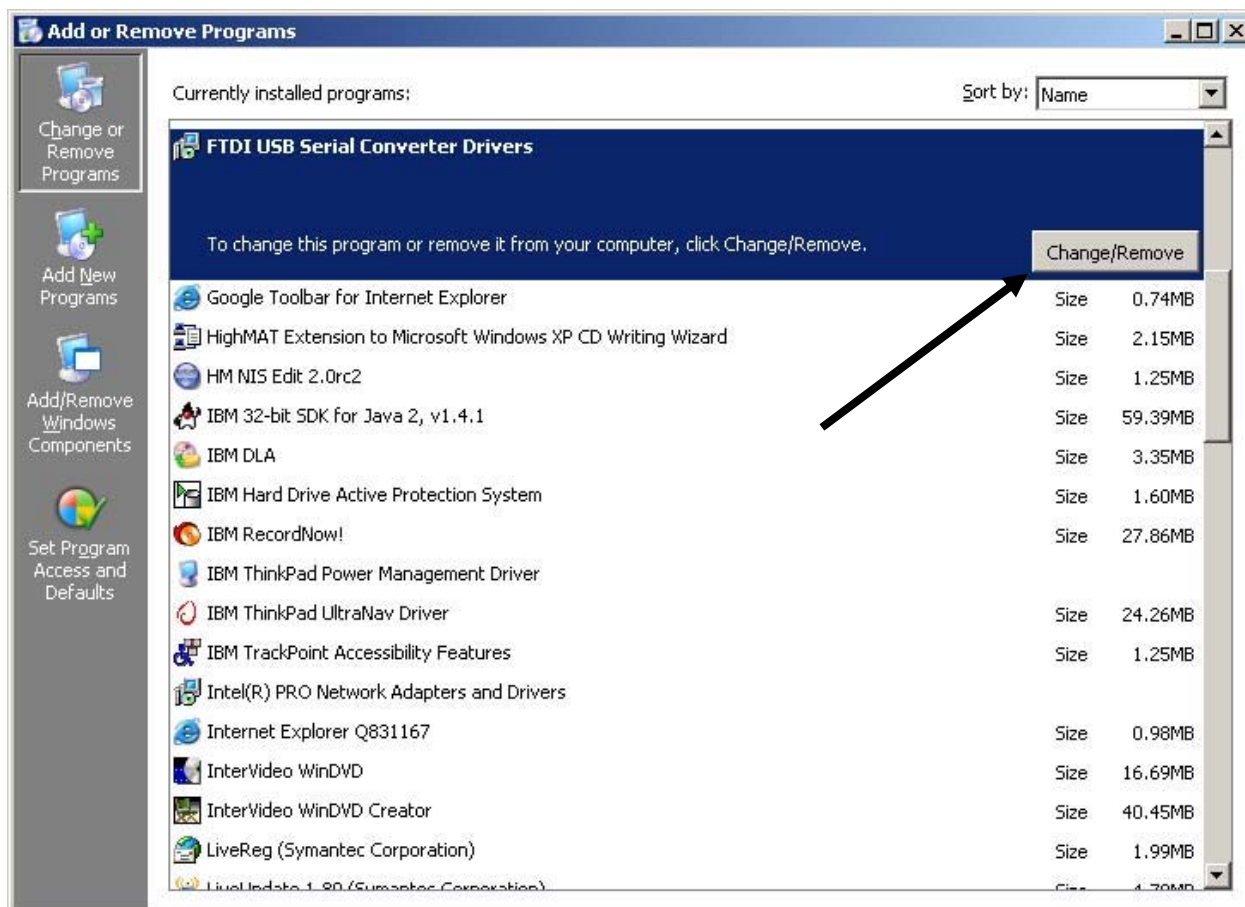 Add or Remove Programs
Change or
Remove
Programs
Add New
Programs
Add/Remove
Windows
Components
Set Program
Access and
Defaults
Currently installed programs:
Sort by: Name
FTDI USB Serial Converter Drivers
To change this program or remove it from your computer, click Change/Remove.
Change/Remove
Google Toolbar for Internet Explorer Size 0.74MB
HighMAT Extension to Microsoft Windows XP CD Writing Wizard Size 2.15MB
HM NIS Edit 2.0rc2 Size 1.25MB
IBM 32-bit SDK for Java 2, v1.4.1 Size 59.39MB
IBM DLA Size 3.35MB
IBM Hard Drive Active Protection System Size 1.60MB
IBM RecordNow! Size 27.86MB
IBM ThinkPad Power Management Driver
IBM ThinkPad UltraNav Driver Size 24.26MB
IBM TrackPoint Accessibility Features Size 1.25MB
Intel(R) PRO Network Adapters and Drivers
Internet Explorer Q831167 Size 0.98MB
InterVideo WinDVD Size 16.69MB
InterVideo WinDVD Creator Size 40.45MB
LiveReg (Symantec Corporation) Size 1.99MB
LiveUpdate 1.80 (Symantec Corporation) Size